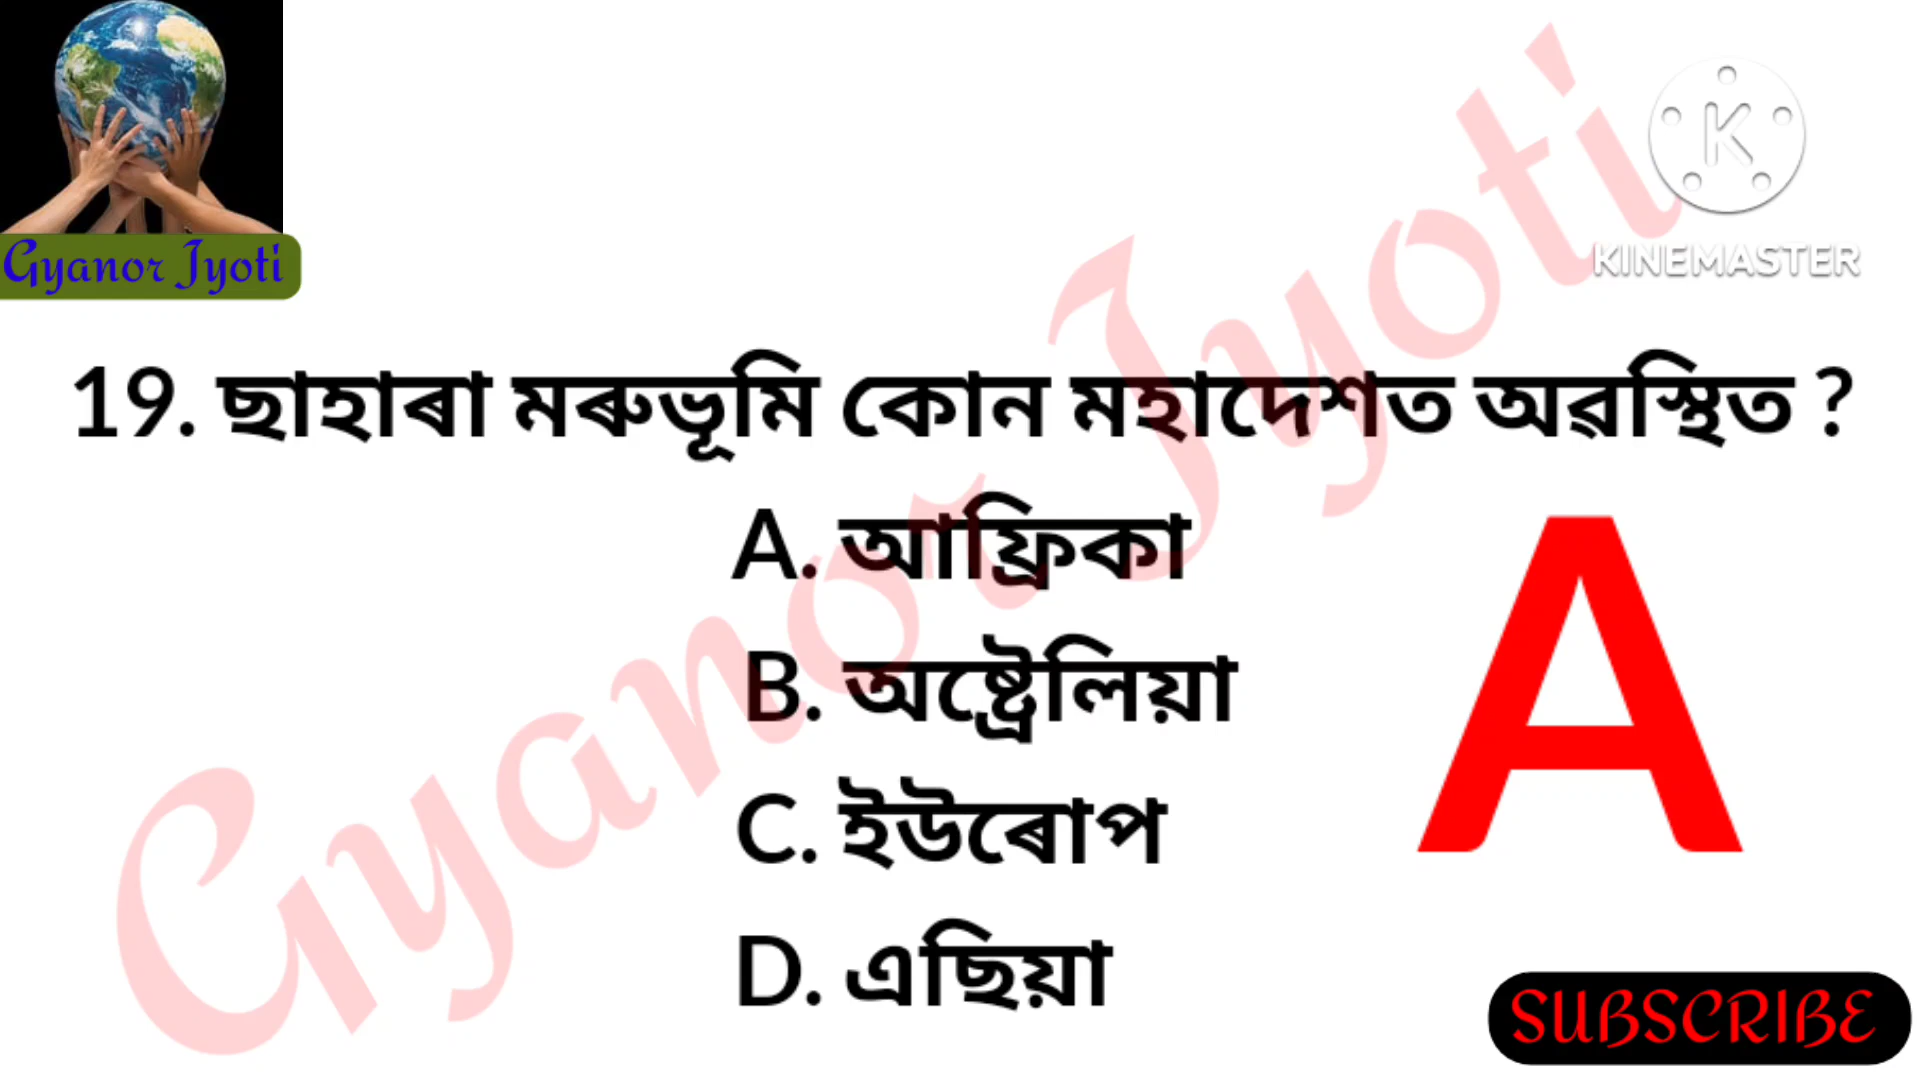 Gyanor Jyoti
K
KINEMASTER
19. ছাহাৰা মৰুভূমি কোন মহাদেশত অৱস্থিত ?
A. আফ্ৰিকা
B. অষ্ট্ৰেলিয়া
C. ইউৰোপ
D. এছিয়া
A
Gyanor Jyoti
SUBSCRIBE